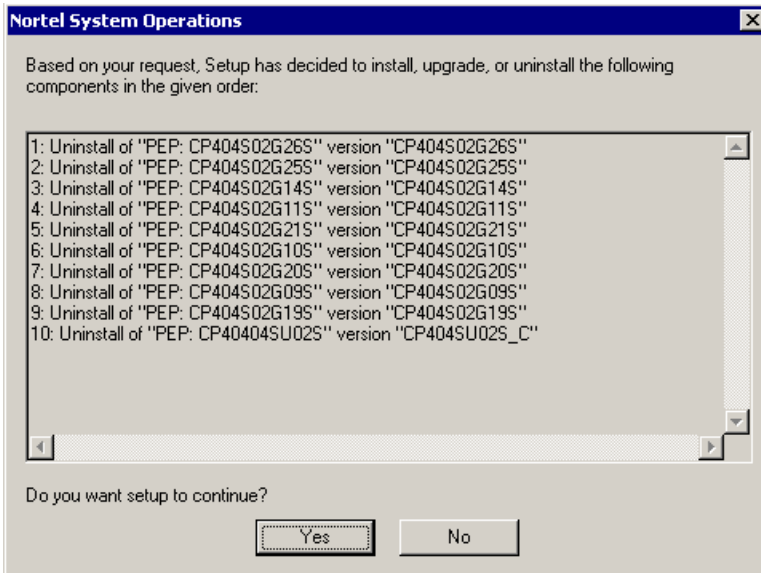 Nortel System Operations
Based on your request, Setup has decided to install, upgrade, or uninstall the following
components in the given order:
1: Uninstall of "PEP: CP404S02G26S" version "CP404S02G26S"
2: Uninstall of "PEP: CP404S02G25S" version "CP404S02G25S"
3: Uninstall of "PEP: CP404S02G14S" version "CP404S02G14S"
4: Uninstall of "PEP: CP404S02G11S" version "CP404S02G11S"
5: Uninstall of "PEP: CP404S02G21S" version "CP404S02G21S"
6: Uninstall of "PEP: CP404S02G10S" version "CP404S02G10S"
7: Uninstall of "PEP: CP404S02G20S" version "CP404S02G20S"
8: Uninstall of "PEP: CP404S02G09S" version "CP404S02G09S"
9: Uninstall of "PEP: CP404S02G19S" version "CP404S02G19S"
10: Uninstall of "PEP: CP40404SU02S" version "CP404SU02S_C"
Do you want setup to continue?
Yes
No